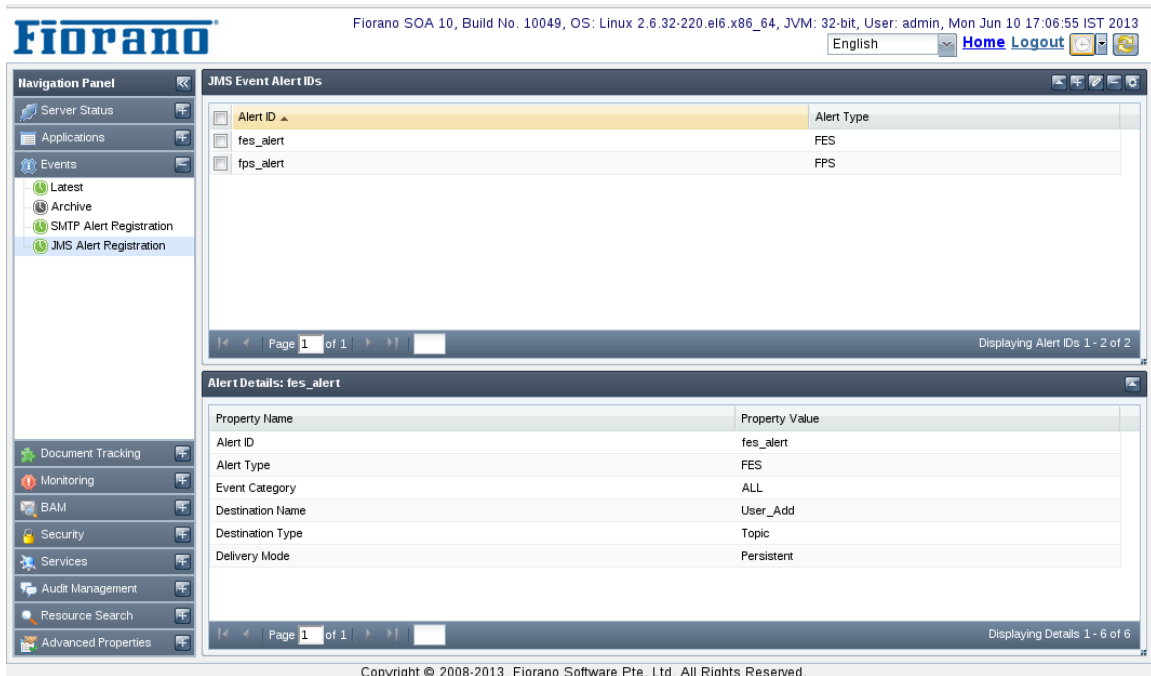 Fiorano
Fiorano SOA 10, Build No. 10049, OS: Linux 2.6.32-220.el6.x86_64, JVM: 32-bit, User: admin, Mon Jun 10 17:06:55 IST 2013
English Home Logout
Navigation Panel
Server Status
Applications
Events
Latest
Archive
SMTP Alert Registration
JMS Alert Registration
Document Tracking
Monitoring
BAM
Security
Services
Audit Management
Resource Search
Advanced Properties
JMS Event Alert IDs
Alert ID Alert Type
fes_alert FES
fps_alert FPS
Page 1 of 1 Displaying Alert IDs 1 - 2 of 2
Alert Details: fes_alert
Property Name Property Value
Alert ID fes_alert
Alert Type FES
Event Category ALL
Destination Name User_Add
Destination Type Topic
Delivery Mode Persistent
Page 1 of 1 Displaying Details 1 - 6 of 6
Copyright © 2008-2013, Fiorano Software Pte. Ltd. All Rights Reserved.